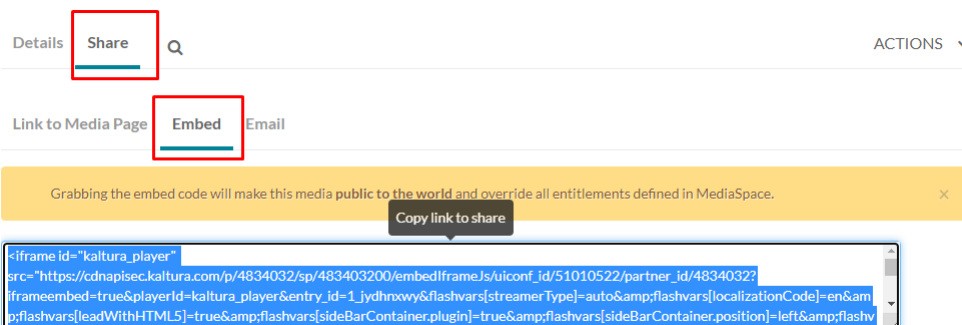 Details Share ACTIONS
Link to Media Page Embed Email
Grabbing the embed code will make this media public to the world and override all entitlements defined in MediaSpace. ×
Copy link to share
<iframe id="kaltura_player"
src="https://cdnapisec.kaltura.com/p/4834032/sp/483403200/embedIframeJs/uiconf_id/51010522/partner_id/4834032?
iframeembed=true&playerId=kaltura_player&entry_id=1_jydhnxwy&flashvars[streamerType]=auto&amp;flashvars[localizationCode]=en&am
p;flashvars[leadWithHTML5]=true&amp;flashvars[sideBarContainer.plugin]=true&amp;flashvars[sideBarContainer.position]=left&amp;flashv